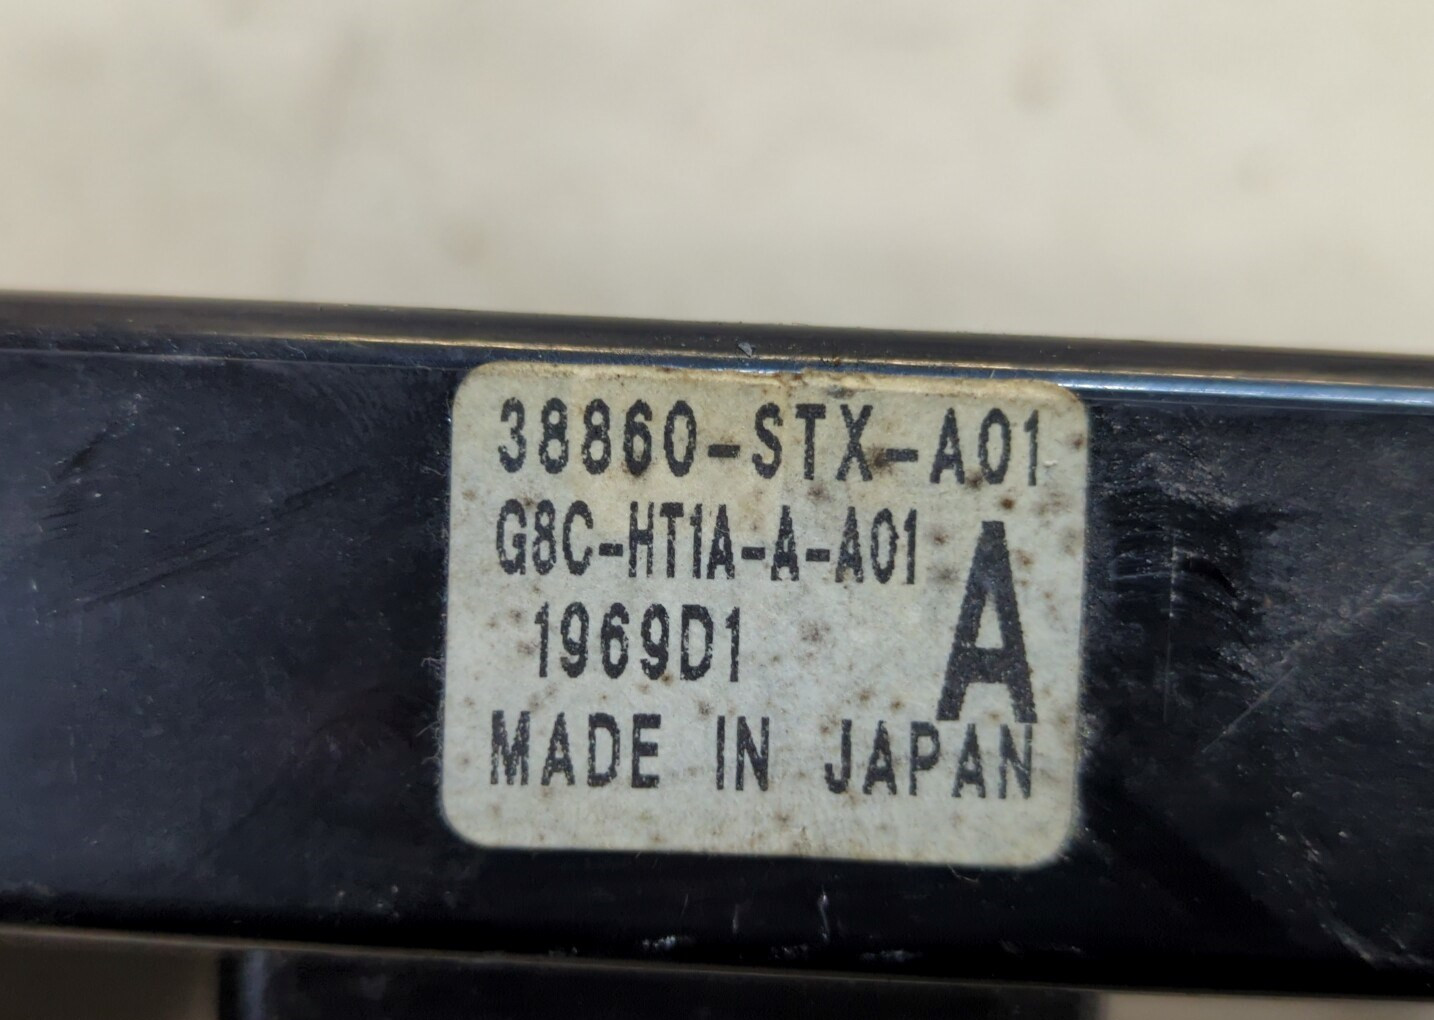 38860-STX-A01
G8C-HT1A-A-A01
A
1969D1
MADE IN JAPAN